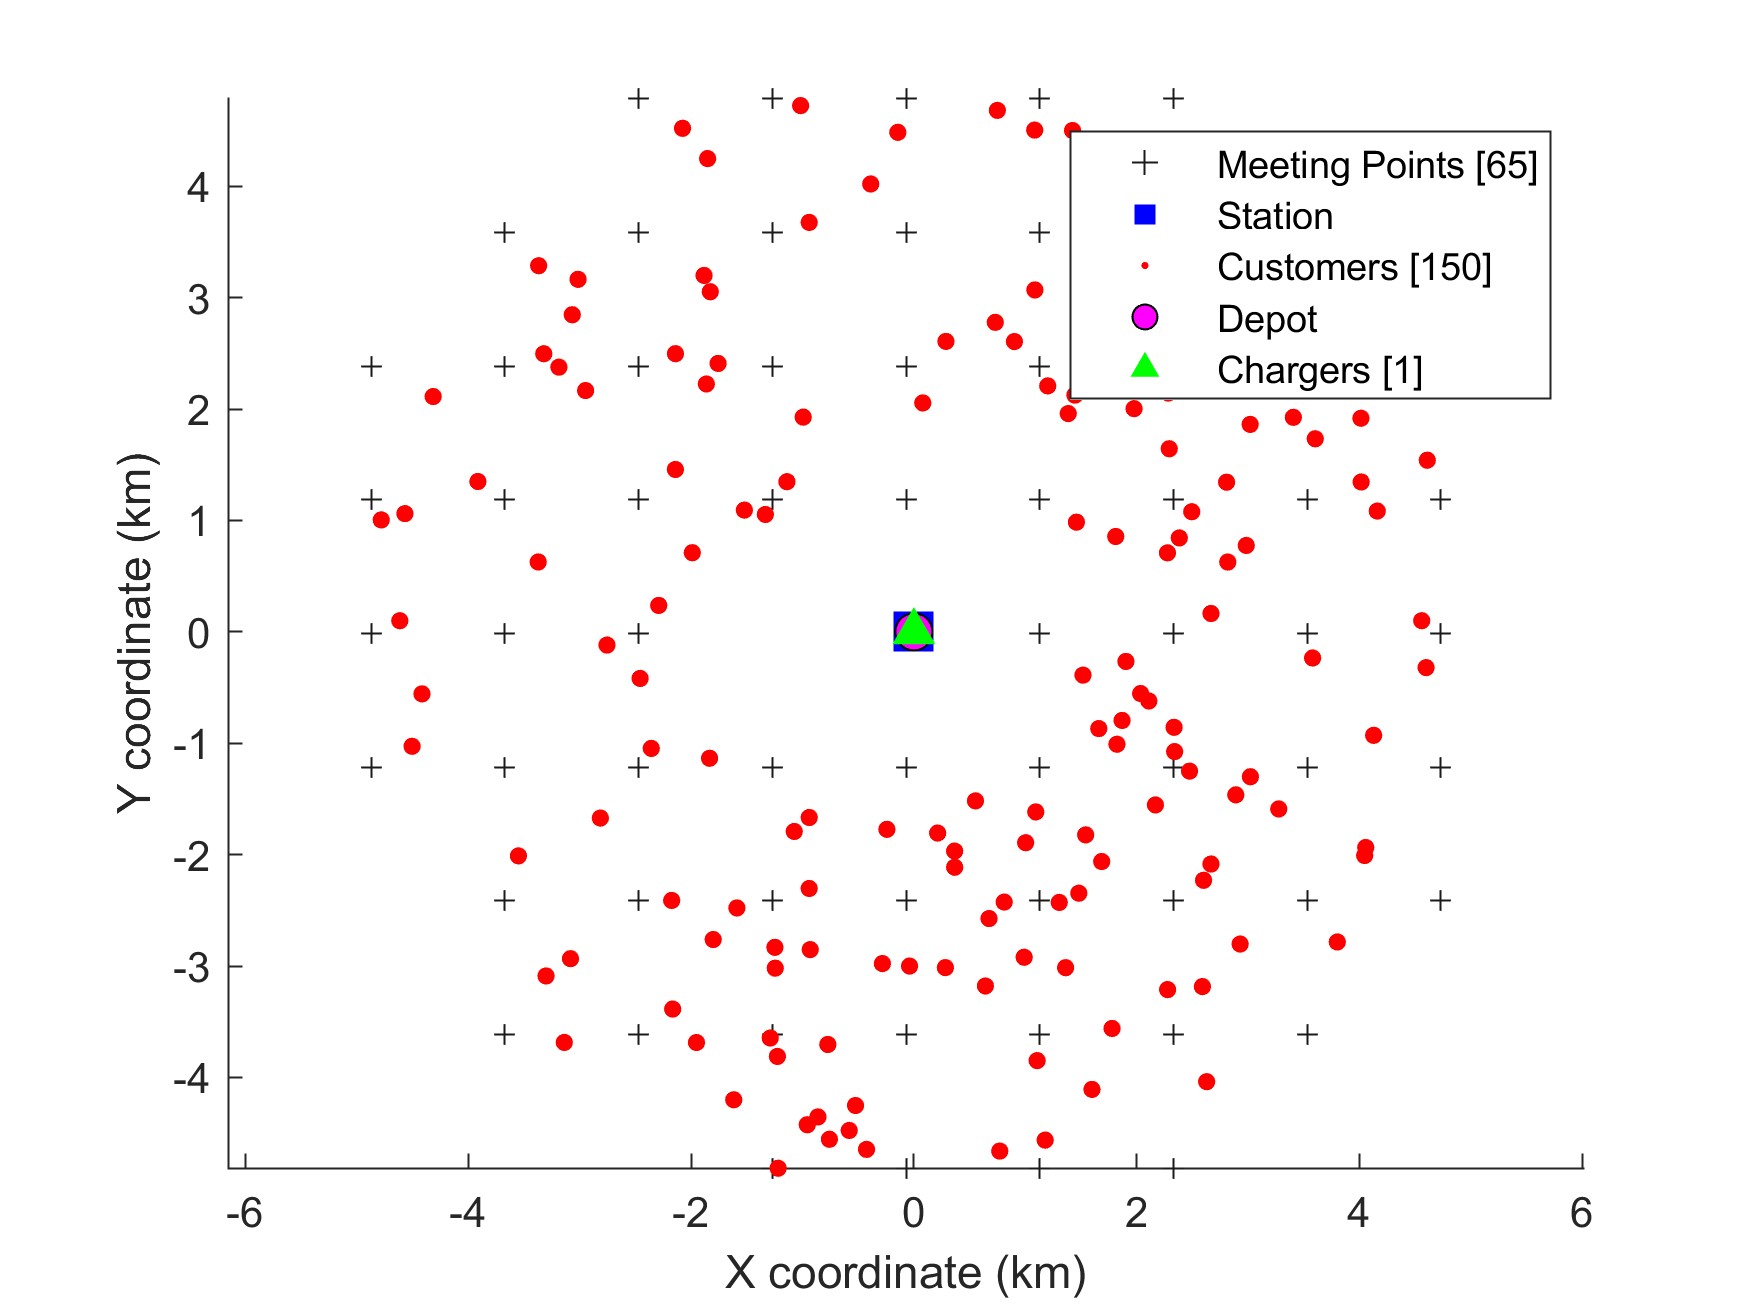 Meeting Points [65]
Station
Customers [150]
Depot
Chargers [1]
4
3
2
1
0
-1
-2
-3
-4
Y coordinate (km)
-6 -4 -2 0 2 4 6
X coordinate (km)